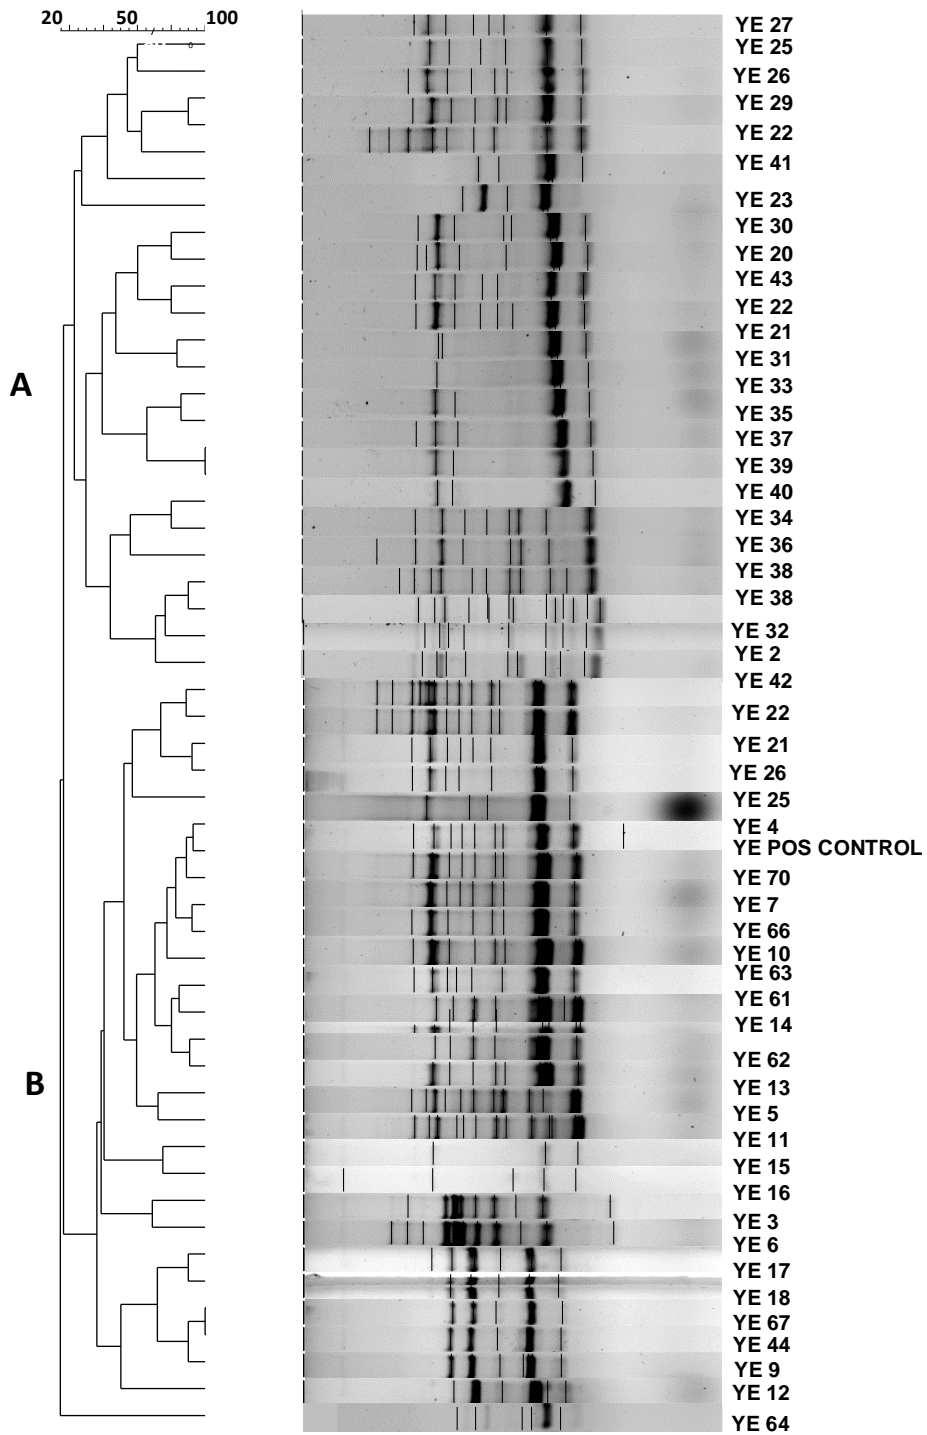 20 50 100
YE 27
YE 25
YE 26
YE 29
YE 22
YE 41
YE 23
YE 30
YE 20
YE 43
YE 22
YE 21
YE 31
A
YE 33
YE 35
YE 37
YE 39
YE 40
YE 34
YE 36
YE 38
YE 38
YE 32
YE 2
YE 42
YE 22
YE 21
YE 26
YE 25
YE 4
YE POS CONTROL
YE 70
YE 7
YE 66
YE 10
YE 63
YE 61
YE 14
YE 62
B
YE 13
YE 5
YE 11
YE 15
YE 16
YE 3
YE 6
YE 17
YE 18
YE 67
YE 44
YE 9
YE 12
YE 64